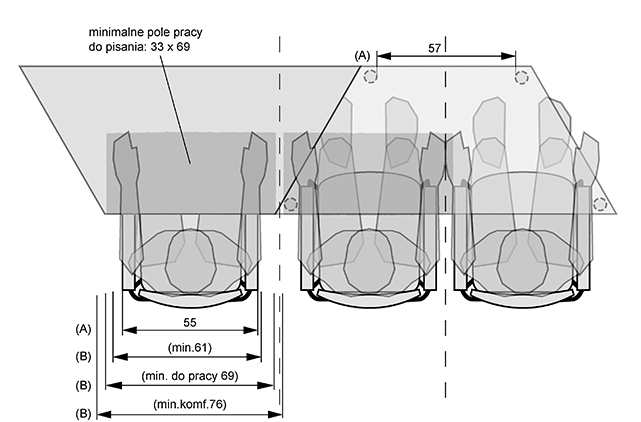 minimalne pole pracy
do pisania: 33 x 69
(A) 57
(A) 55
(B) (min.61)
(B) (min. do pracy 69)
(B) (min.komf.76)